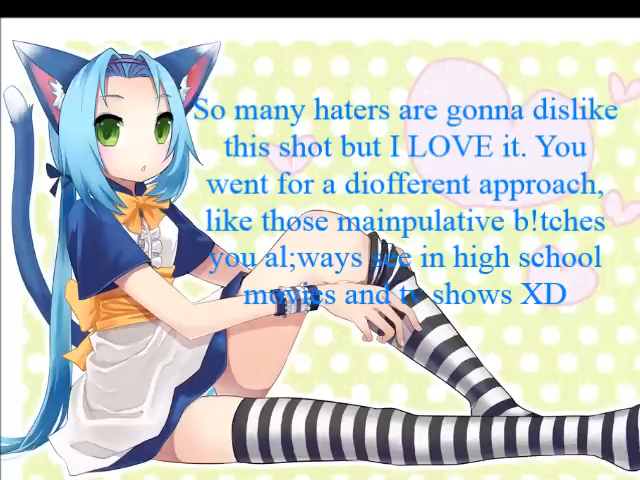 So many haters are gonna dislike
this shot but I LOVE it. You
went for a diofferent approach,
like those mainpulative b!tches
you al;ways see in high school
movies and tv shows XD